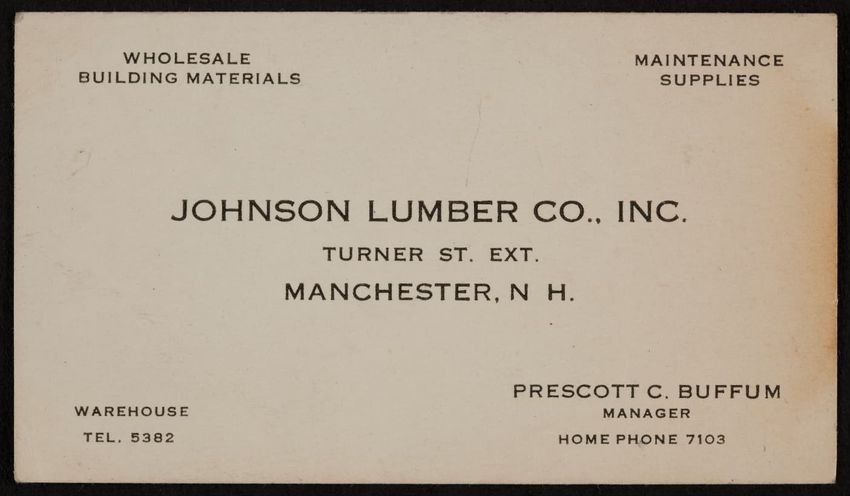 WHOLESALE
BUILDING MATERIALS
MAINTENANCE
SUPPLIES
JOHNSON LUMBER CO., INC.
TURNER ST. EXT.
MANCHESTER, N H.
WAREHOUSE
TEL. 5382
PRESCOTT C. BUFFUM
MANAGER
HOME PHONE 7103